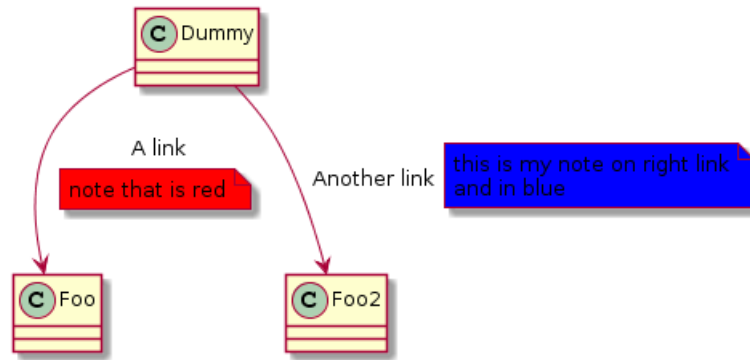 C Dummy
A link
note that is red
Another link
this is my note on right link
and in blue
C Foo
C Foo2